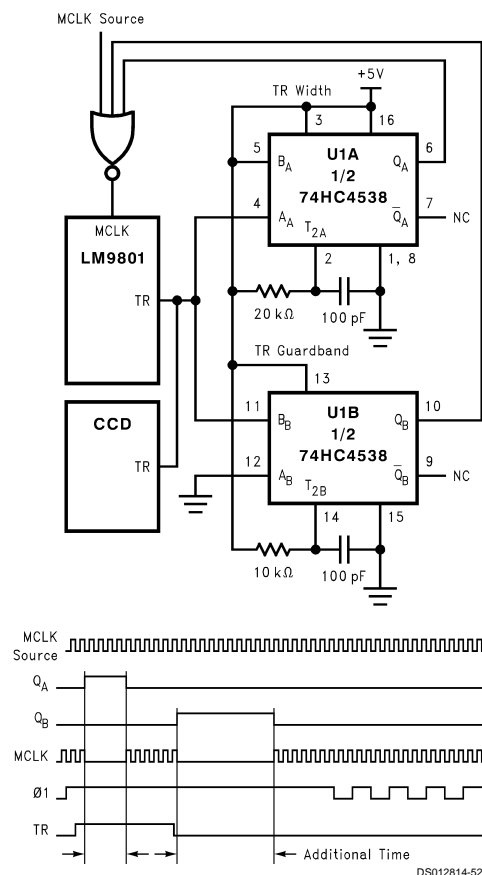 MCLK Source
TR Width
+5V
3
16
5
B_A
U1A
Q_A
6
1/2
4
A_A
74HC4538
Q̅_A
7
NC
T_2A
2
1, 8
MCLK
LM9801
TR
20 kΩ
100 pF
TR Guardband
13
CCD
TR
11
B_B
U1B
Q_B
10
1/2
12
A_B
74HC4538
Q̅_B
9
NC
T_2B
14
15
10 kΩ
100 pF
MCLK
Source
Q_A
Q_B
MCLK
Ø1
TR
Additional Time
DS012814-52